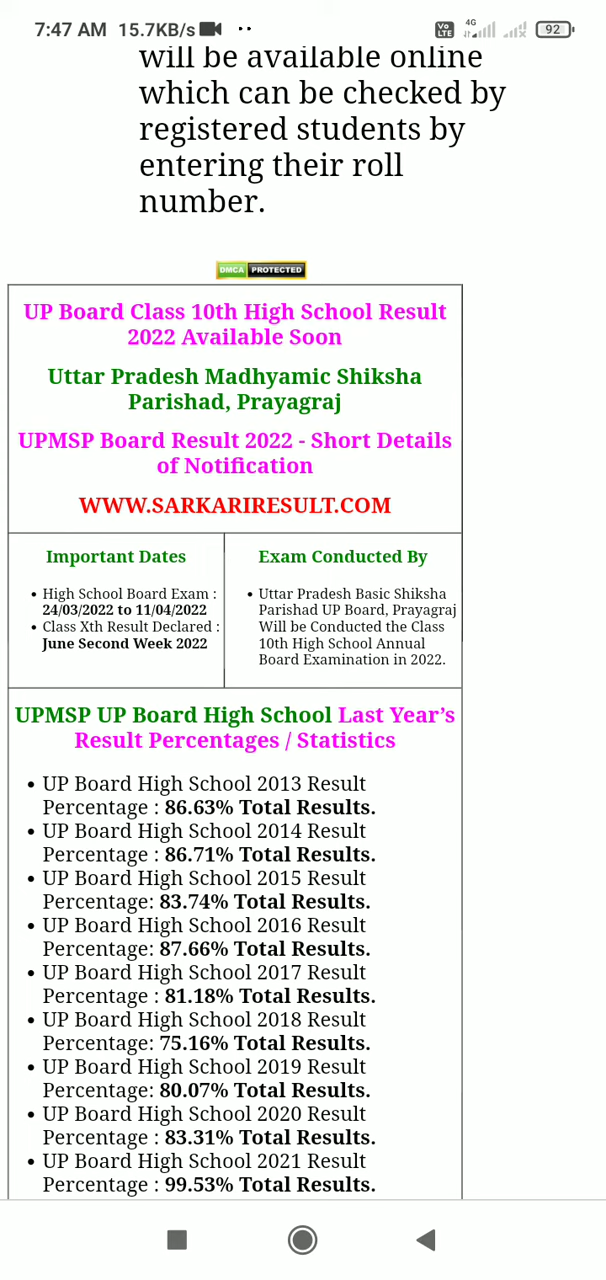 7:47 AM 15.7KB/s
Vo LTE 4G 92
will be available online
which can be checked by
registered students by
entering their roll
number.
DMCA PROTECTED
UP Board Class 10th High School Result
2022 Available Soon
Uttar Pradesh Madhyamic Shiksha
Parishad, Prayagraj
UPMSP Board Result 2022 - Short Details
of Notification
WWW.SARKARIRESULT.COM
Important Dates
• High School Board Exam :
24/03/2022 to 11/04/2022
• Class Xth Result Declared :
June Second Week 2022
Exam Conducted By
• Uttar Pradesh Basic Shiksha
Parishad UP Board, Prayagraj
Will be Conducted the Class
10th High School Annual
Board Examination in 2022.
UPMSP UP Board High School Last Year’s
Result Percentages / Statistics
• UP Board High School 2013 Result
Percentage : 86.63% Total Results.
• UP Board High School 2014 Result
Percentage : 86.71% Total Results.
• UP Board High School 2015 Result
Percentage: 83.74% Total Results.
• UP Board High School 2016 Result
Percentage: 87.66% Total Results.
• UP Board High School 2017 Result
Percentage : 81.18% Total Results.
• UP Board High School 2018 Result
Percentage: 75.16% Total Results.
• UP Board High School 2019 Result
Percentage: 80.07% Total Results.
• UP Board High School 2020 Result
Percentage : 83.31% Total Results.
• UP Board High School 2021 Result
Percentage : 99.53% Total Results.